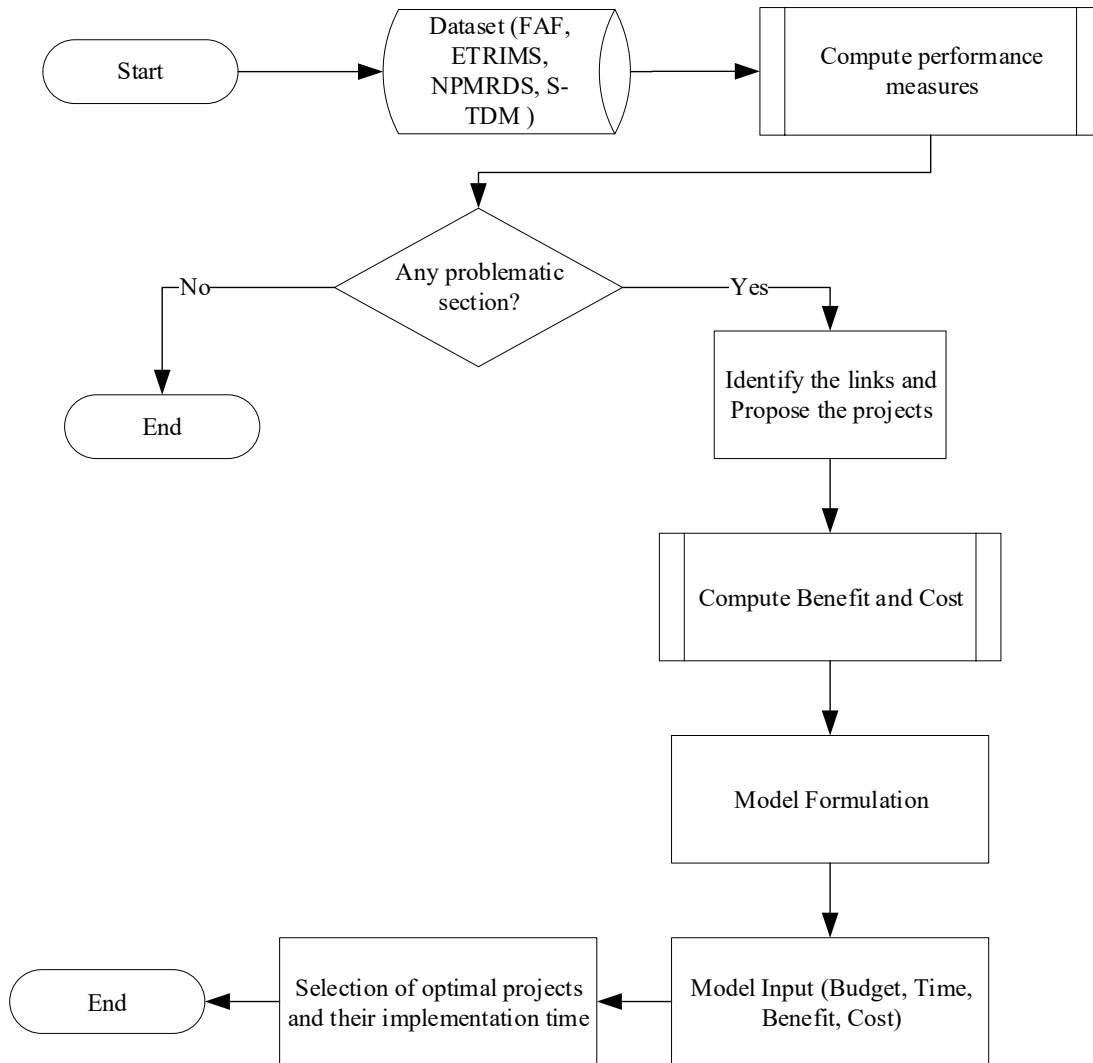 Start
Dataset (FAF,
ETRIMS,
NPMRDS, S-
TDM )
Compute performance
measures
Any problematic
section?
No
Yes
End
Identify the links and
Propose the projects
Compute Benefit and Cost
Model Formulation
Model Input (Budget, Time,
Benefit, Cost)
Selection of optimal projects
and their implementation time
End